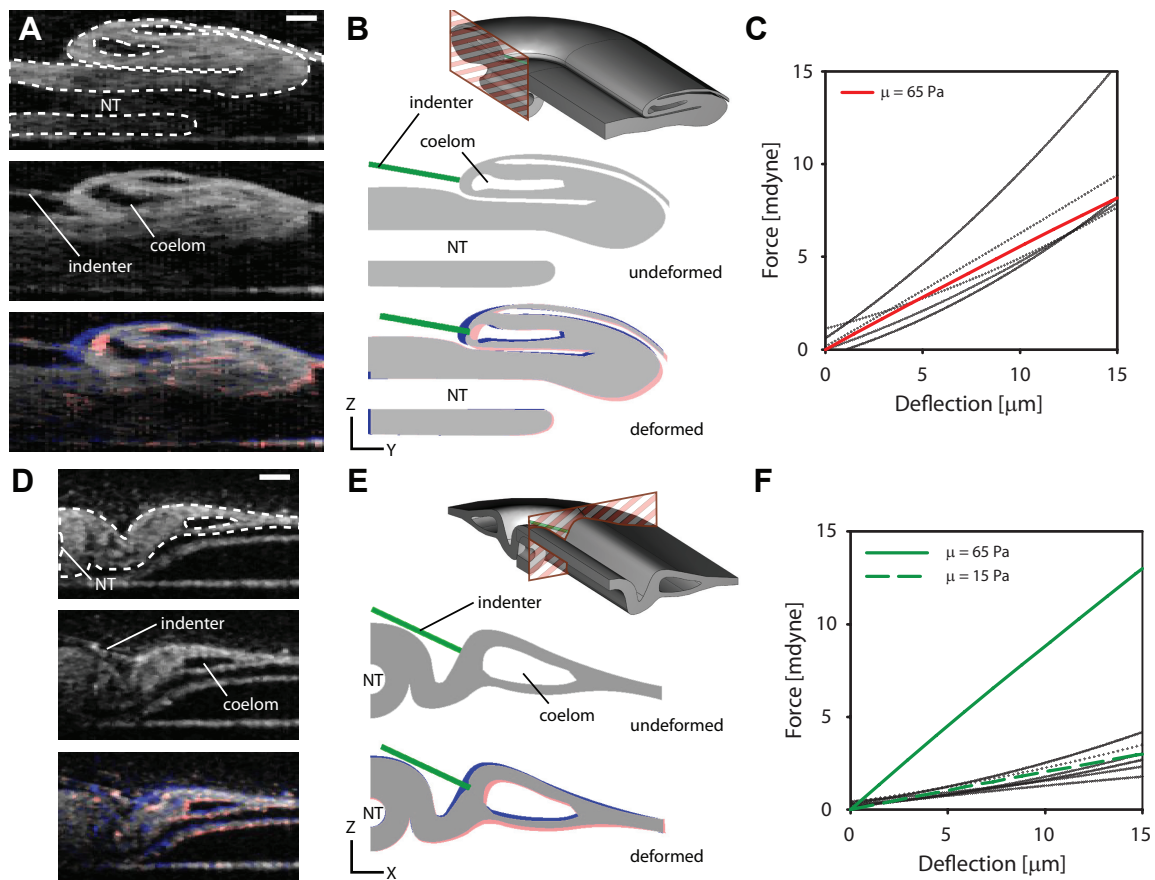 A
NT
indenter
coelom
B
indenter
coelom
NT
undeformed
NT
deformed
Z
Y
C
15
10
5
0
Force [mdyne]
μ = 65 Pa
0
5
10
15
Deflection [μm]
D
NT
indenter
coelom
E
indenter
NT
coelom
undeformed
NT
deformed
Z
X
F
15
10
5
0
Force [mdyne]
μ = 65 Pa
μ = 15 Pa
0
5
10
15
Deflection [μm]